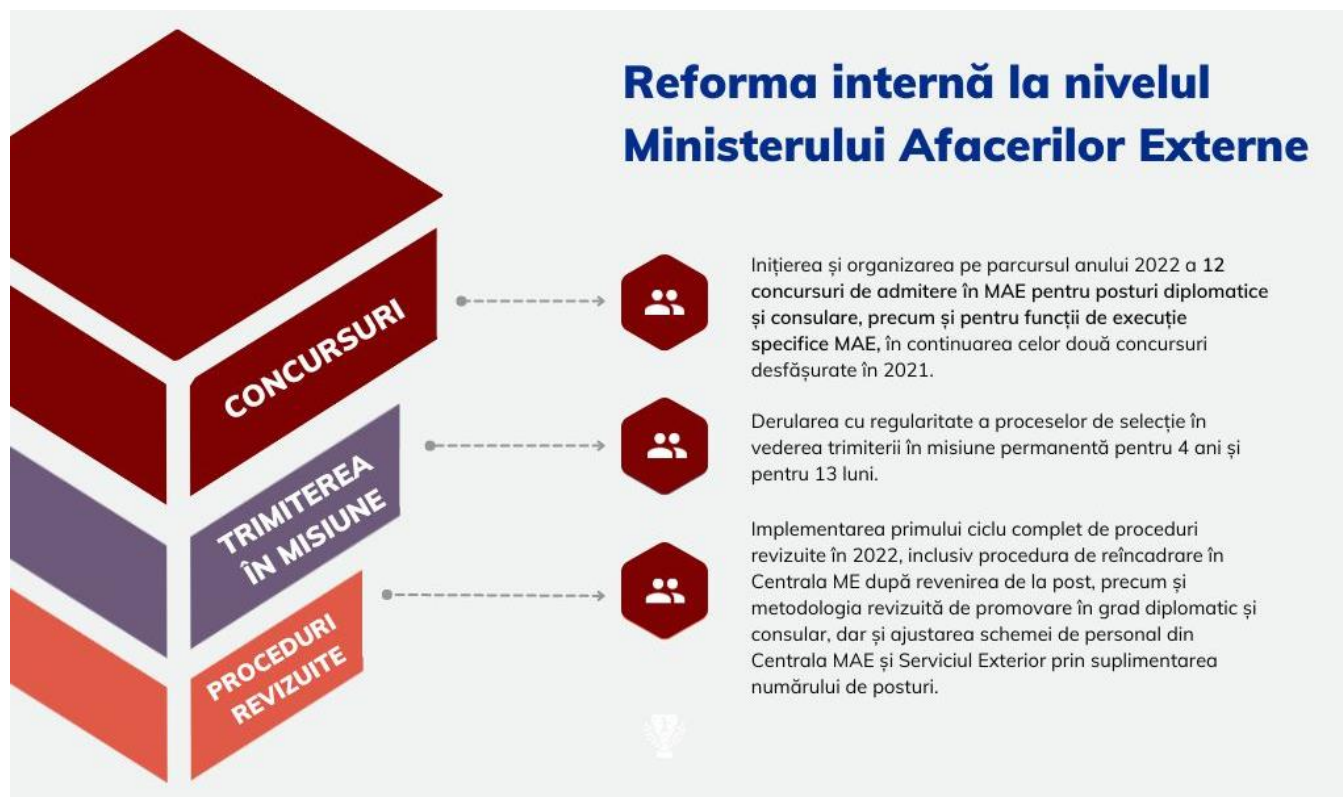 Reforma internă la nivelul
Ministerului Afacerilor Externe
CONCURSURI
Inițierea și organizarea pe parcursul anului 2022 a 12
concursuri de admitere în MAE pentru posturi diplomatice
și consulare, precum și pentru funcții de execuție
specifice MAE, în continuarea celor două concursuri
desfășurate în 2021.
TRIMITEREA
ÎN MISIUNE
Derularea cu regularitate a proceselor de selecție în
vederea trimiterii în misiune permanentă pentru 4 ani și
pentru 13 luni.
PROCEDURI
REVIZUITE
Implementarea primului ciclu complet de proceduri
revizuite în 2022, inclusiv procedura de reîncadrare în
Centrala ME după revenirea de la post, precum și
metodologia revizuită de promovare în grad diplomatic și
consular, dar și ajustarea schemei de personal din
Centrala MAE și Serviciul Exterior prin suplimentarea
numărului de posturi.